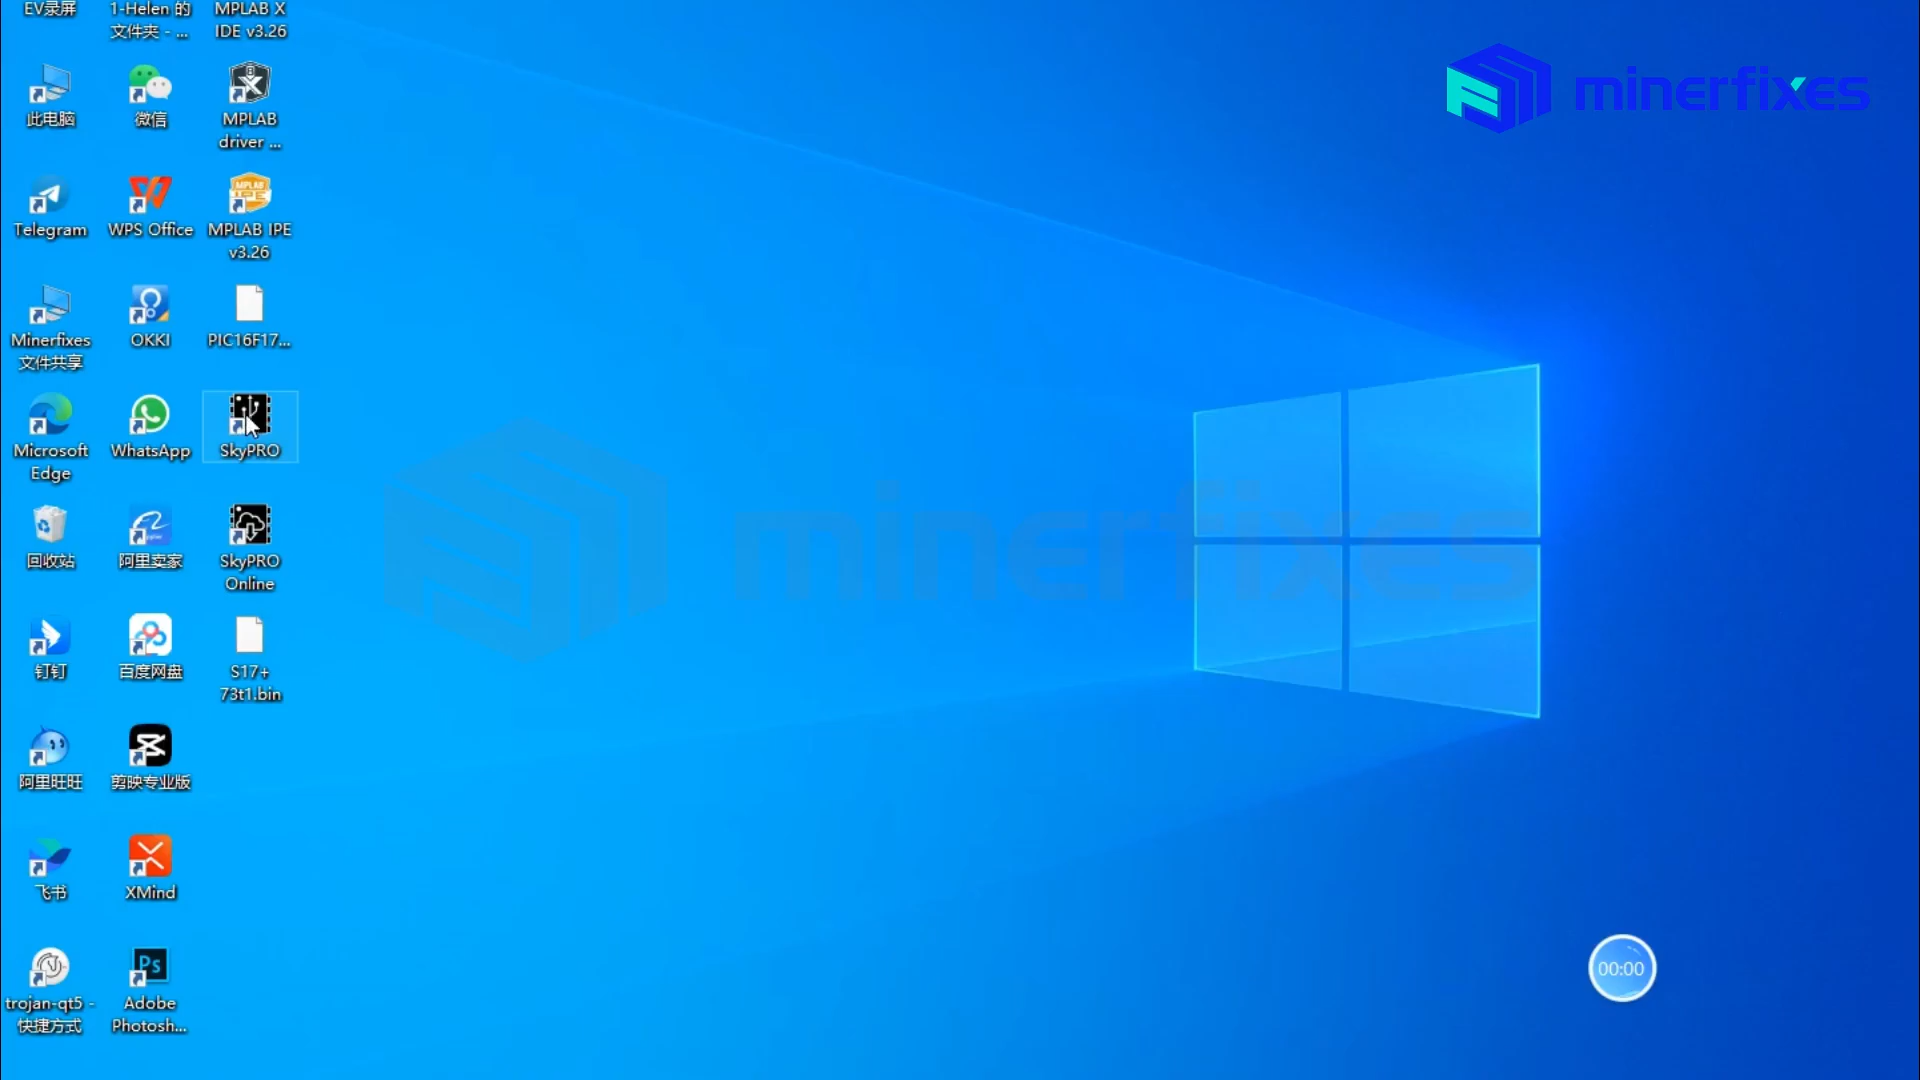 EV录屏
1-Helen 的
文件夹 - ...
MPLAB X
IDE v3.26
此电脑
微信
MPLAB
driver ...
Telegram
WPS Office
MPLAB IPE
v3.26
Minerfixes
文件共享
OKKI
PIC16F17...
Microsoft
Edge
WhatsApp
SkyPRO
回收站
阿里卖家
SkyPRO
Online
钉钉
百度网盘
S17+
73t1.bin
阿里旺旺
剪映专业版
飞书
XMind
trojan-qt5 -
快捷方式
Ps
Adobe
Photosh...
minerfixes
minerfixes
00:00